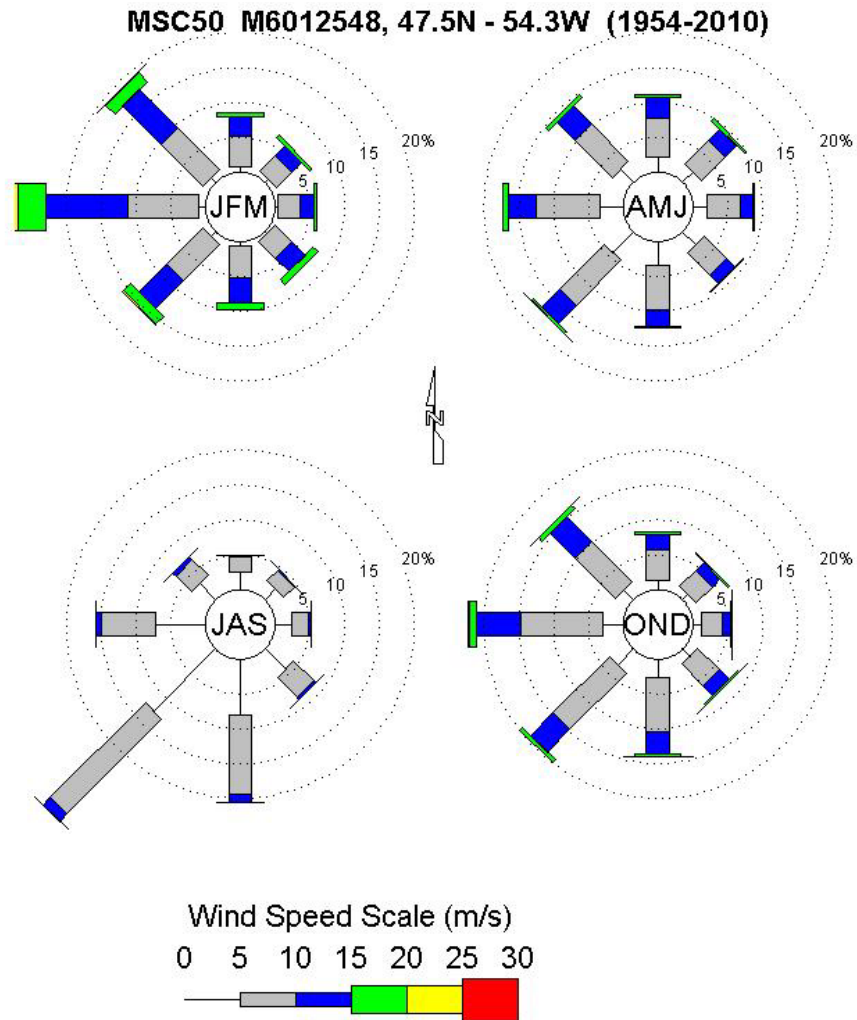 MSC50 M6012548, 47.5N - 54.3W (1954-2010)
JFM
5 10 15 20%
AMJ
5 10 15 20%
N
JAS
5 10 15 20%
OND
5 10 15 20%
Wind Speed Scale (m/s)
0 5 10 15 20 25 30